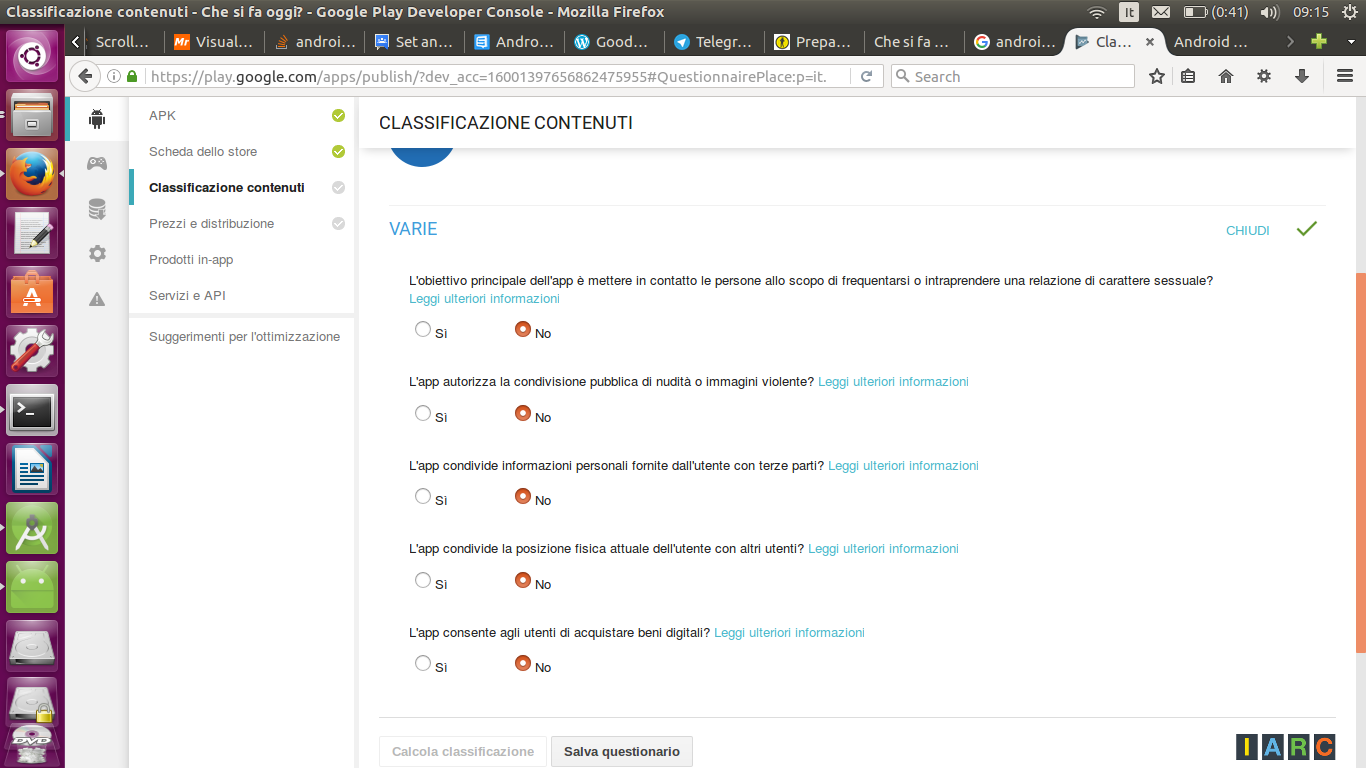 Classificazione contenuti - Che si fa oggi? - Google Play Developer Console - Mozilla Firefox
It
(0:41)
09:15
Scroll…
Mr Visual…
androi…
Set an…
S Andro…
Good…
Telegr…
Prepa…
Che si fa …
G androi…
Cla…
Android …
https://play.google.com/apps/publish/?dev_acc=16001397656862475955#QuestionnairePlace:p=it.
Search
APK
Scheda dello store
Classificazione contenuti
Prezzi e distribuzione
Prodotti in-app
Servizi e API
Suggerimenti per l'ottimizzazione
CLASSIFICAZIONE CONTENUTI
VARIE
CHIUDI
L'obiettivo principale dell'app è mettere in contatto le persone allo scopo di frequentarsi o intraprendere una relazione di carattere sessuale?
Leggi ulteriori informazioni
Sì No
L'app autorizza la condivisione pubblica di nudità o immagini violente? Leggi ulteriori informazioni
Sì No
L'app condivide informazioni personali fornite dall'utente con terze parti? Leggi ulteriori informazioni
Sì No
L'app condivide la posizione fisica attuale dell'utente con altri utenti? Leggi ulteriori informazioni
Sì No
L'app consente agli utenti di acquistare beni digitali? Leggi ulteriori informazioni
Sì No
Calcola classificazione
Salva questionario
IARC
DVD